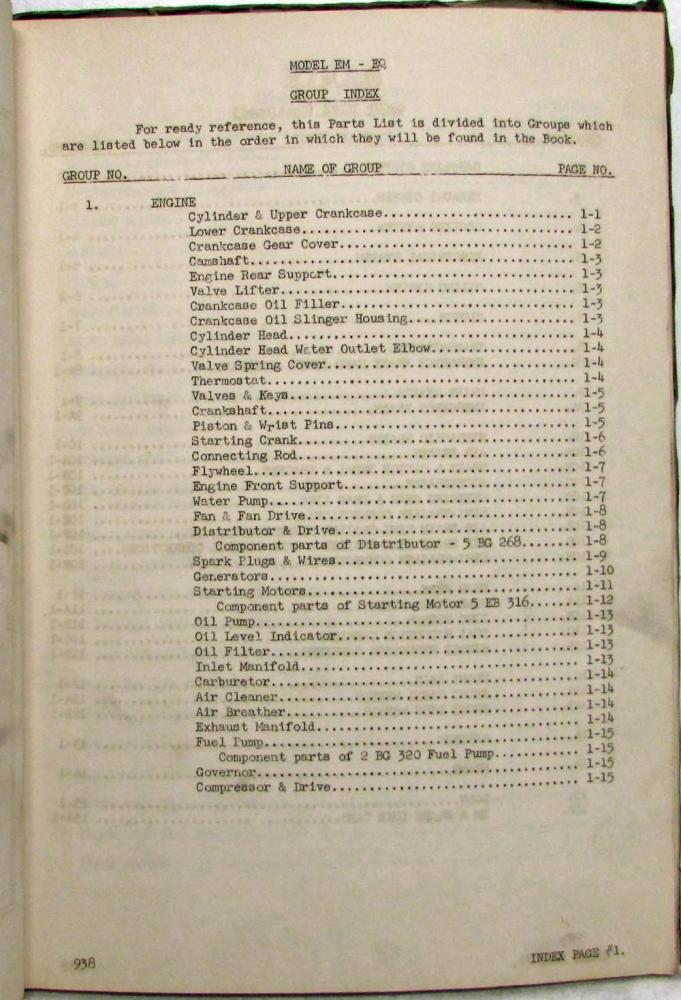 MODEL EM - EQ
GROUP INDEX
For ready reference, this Parts List is divided into Groups which
are listed below in the order in which they will be found in the Book.
GROUP NO. NAME OF GROUP PAGE NO.
1. ENGINE
Cylinder & Upper Crankcase.......................... 1-1
Lower Crankcase..................................... 1-2
Crankcase Gear Cover................................ 1-2
Camshaft............................................ 1-3
Engine Rear Support................................. 1-3
Valve Lifter........................................ 1-3
Crankcase Oil Filler................................ 1-3
Crankcase Oil Slinger Housing....................... 1-3
Cylinder Head....................................... 1-4
Cylinder Head Water Outlet Elbow.................... 1-4
Valve Spring Cover.................................. 1-4
Thermostat.......................................... 1-4
Valves & Keys....................................... 1-5
Crankshaft.......................................... 1-5
Piston & Wrist Pins................................. 1-5
Starting Crank...................................... 1-6
Connecting Rod...................................... 1-6
Flywheel............................................ 1-7
Engine Front Support................................ 1-7
Water Pump.......................................... 1-7
Fan & Fan Drive..................................... 1-8
Distributor & Drive................................. 1-8
Component parts of Distributor - 5 BG 268........ 1-8
Spark Plugs & Wires................................. 1-9
Generators.......................................... 1-10
Starting Motors..................................... 1-11
Component parts of Starting Motor 5 EB 316....... 1-12
Oil Pump............................................ 1-13
Oil Level Indicator................................. 1-13
Oil Filter.......................................... 1-13
Inlet Manifold...................................... 1-13
Carburetor.......................................... 1-14
Air Cleaner......................................... 1-14
Air Breather........................................ 1-14
Exhaust Manifold.................................... 1-14
Fuel Pump........................................... 1-15
Component parts of 2 BG 320 Fuel Pump............ 1-15
Governor............................................ 1-15
Compressor & Drive.................................. 1-15
938 INDEX PAGE #1.